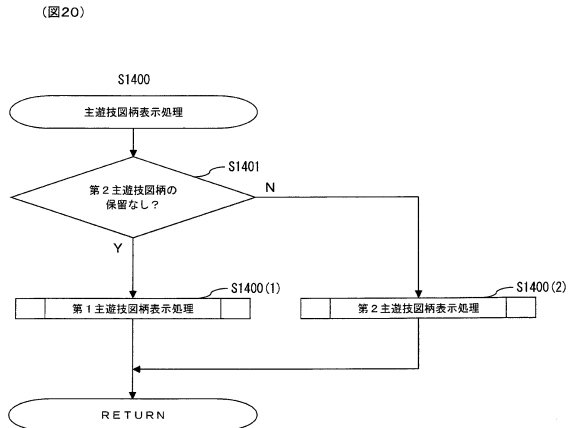 (図20)
S1400
主遊技図柄表示処理
S1401
第２主遊技図柄の
保留なし？
N
Y
S1400(1)
第１主遊技図柄表示処理
S1400(2)
第２主遊技図柄表示処理
RETURN